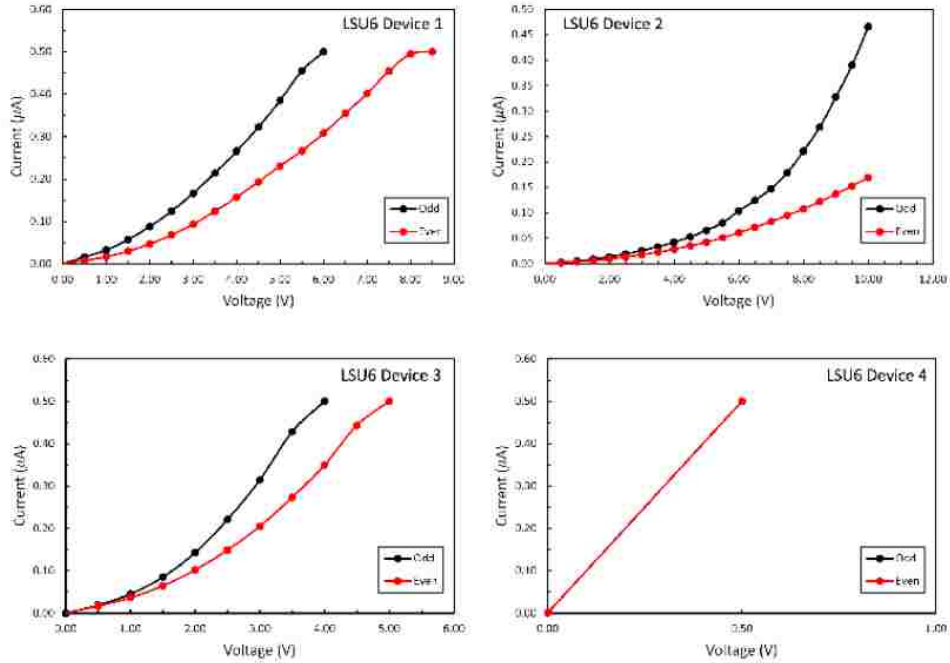 LSU6 Device 1
Current (µA)
0.60
0.50
0.40
0.30
0.20
0.10
0.00
0.00 1.00 2.00 3.00 4.00 5.00 6.00 7.00 8.00 9.00
Voltage (V)
Odd
Even
LSU6 Device 2
Current (µA)
0.50
0.45
0.40
0.35
0.30
0.25
0.20
0.15
0.10
0.05
0.00
0.00 2.00 4.00 6.00 8.00 10.00 12.00
Voltage (V)
Odd
Even
LSU6 Device 3
Current (µA)
0.60
0.50
0.40
0.30
0.20
0.10
0.00
0.00 1.00 2.00 3.00 4.00 5.00 6.00
Voltage (V)
Odd
Even
LSU6 Device 4
Current (µA)
0.60
0.50
0.40
0.30
0.20
0.10
0.00
0.00 0.50 1.00
Voltage (V)
Odd
Even